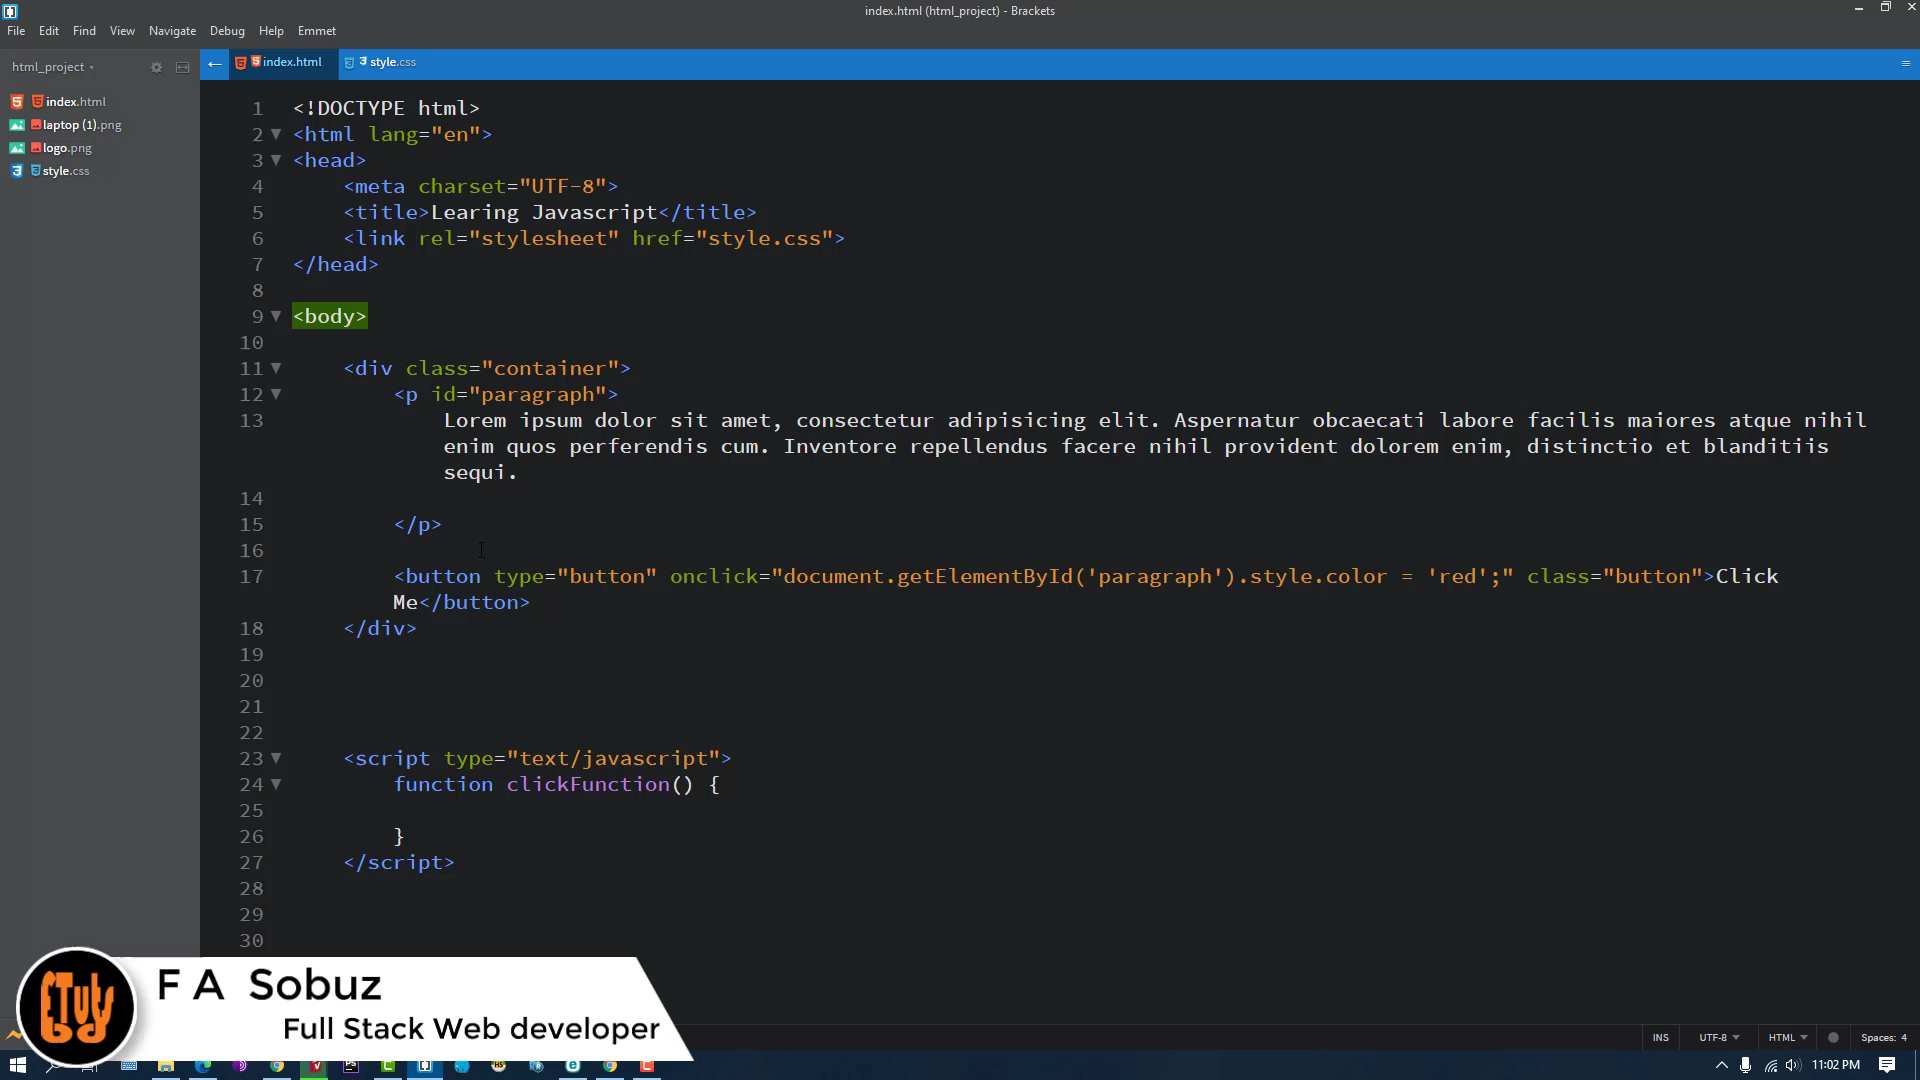 index.html (html_project) - Brackets
File Edit Find View Navigate Debug Help Emmet
html_project
index.html style.css
index.html
laptop (1).png
logo.png
style.css
1 <!DOCTYPE html>
2 <html lang="en">
3 <head>
4 <meta charset="UTF-8">
5 <title>Learing Javascript</title>
6 <link rel="stylesheet" href="style.css">
7 </head>
8
9 <body>
10
11 <div class="container">
12 <p id="paragraph">
13 Lorem ipsum dolor sit amet, consectetur adipisicing elit. Aspernatur obcaecati labore facilis maiores atque nihil
enim quos perferendis cum. Inventore repellendus facere nihil provident dolorem enim, distinctio et blanditiis
sequi.
14
15 </p>
16
17 <button type="button" onclick="document.getElementById('paragraph').style.color = 'red';" class="button">Click
Me</button>
18 </div>
19
20
21
22
23 <script type="text/javascript">
24 function clickFunction() {
25
26 }
27 </script>
28
29
30
ETuts
bd
F A Sobuz
Full Stack Web developer
INS UTF-8 HTML Spaces: 4
11:02 PM